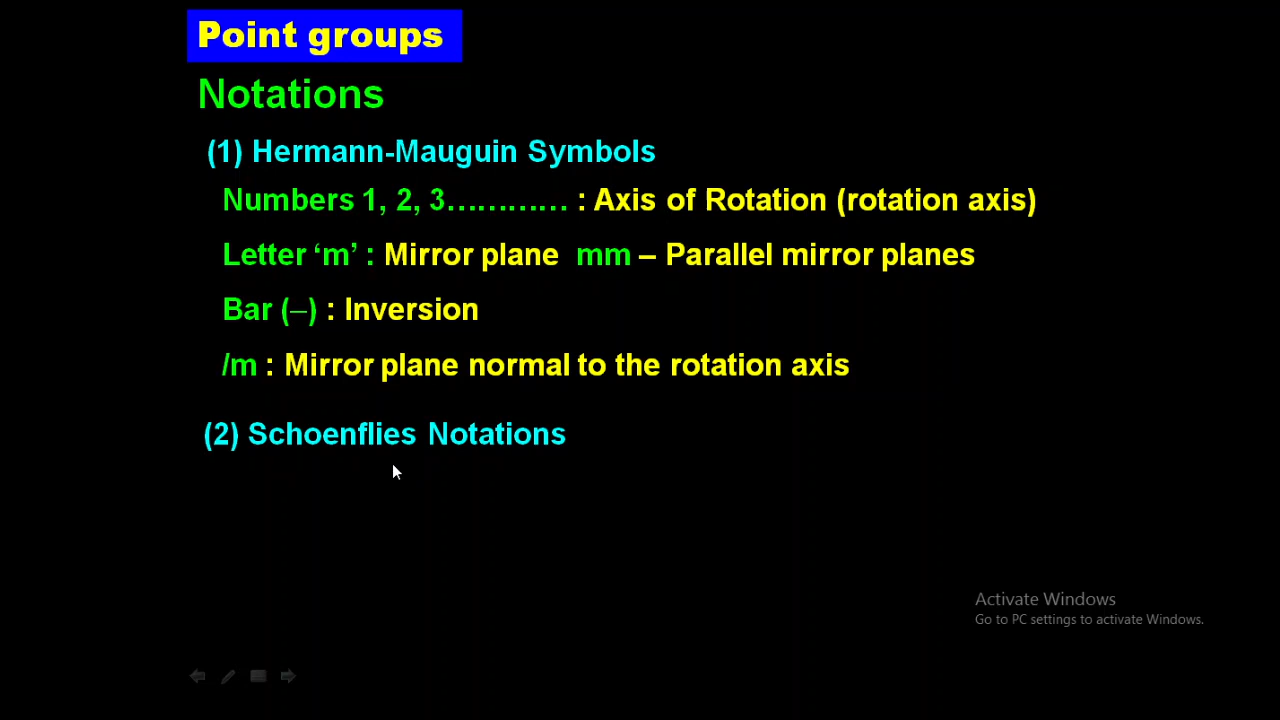 Point groups
Notations
(1) Hermann-Mauguin Symbols
Numbers 1, 2, 3………… : Axis of Rotation (rotation axis)
Letter ‘m’ : Mirror plane mm – Parallel mirror planes
Bar (–) : Inversion
/m : Mirror plane normal to the rotation axis
(2) Schoenflies Notations
Activate Windows
Go to PC settings to activate Windows.